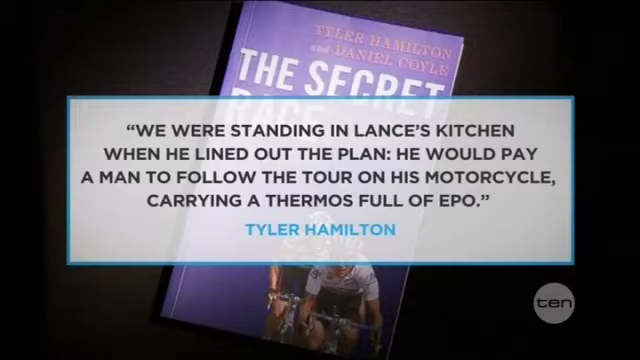 TYLER HAMILTON
and DANIEL COYLE
THE SECRET
RACE
“WE WERE STANDING IN LANCE’S KITCHEN
WHEN HE LINED OUT THE PLAN: HE WOULD PAY
A MAN TO FOLLOW THE TOUR ON HIS MOTORCYCLE,
CARRYING A THERMOS FULL OF EPO.”
TYLER HAMILTON
ten